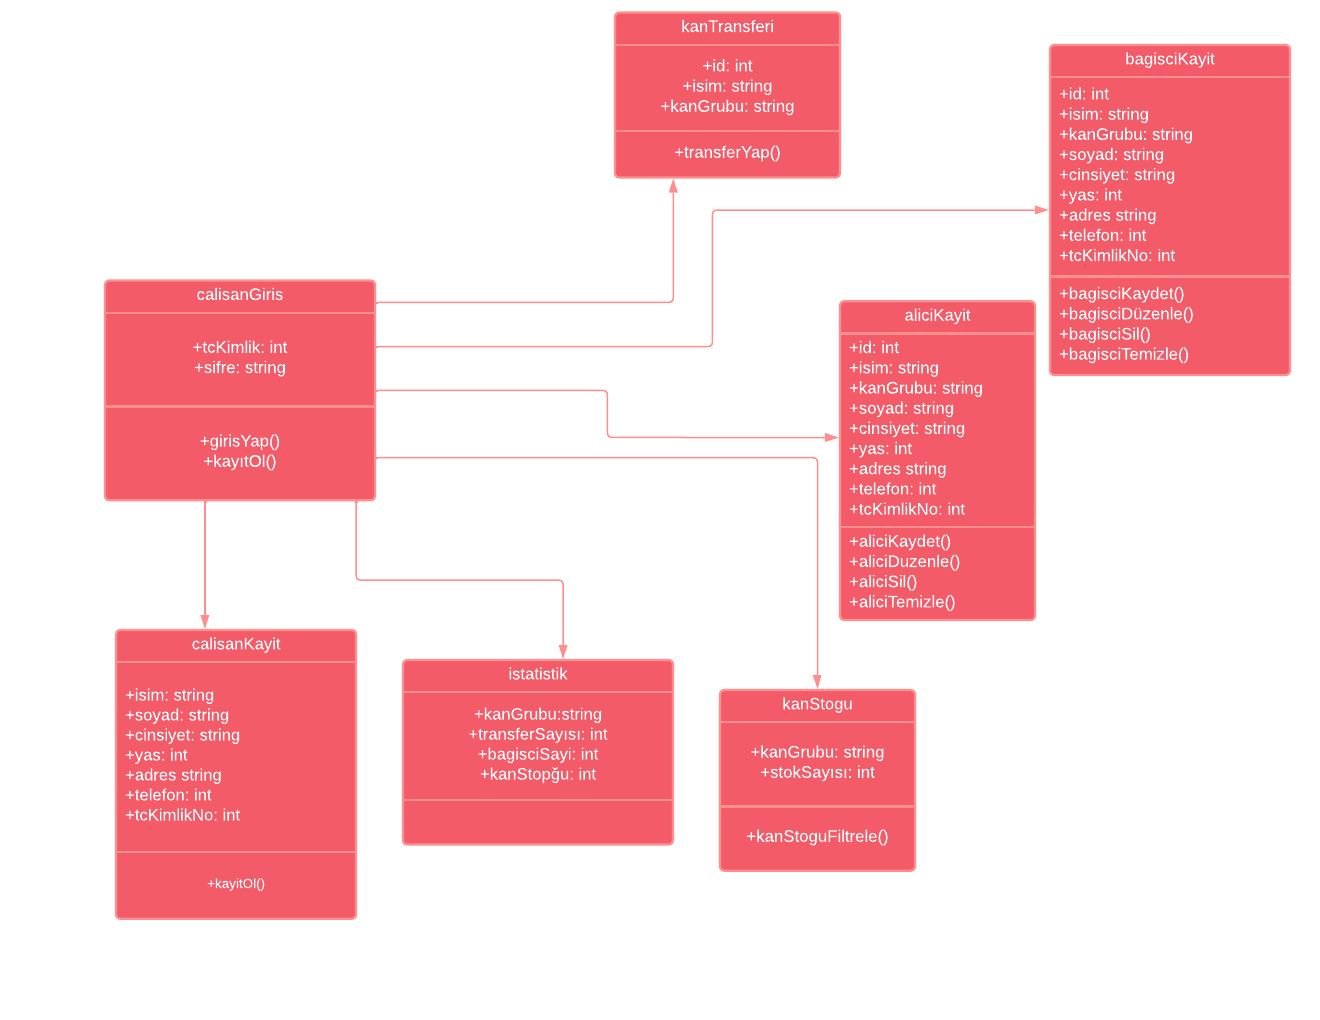 kanTransferi
+id: int
+isim: string
+kanGrubu: string
+transferYap()
bagisciKayit
+id: int
+isim: string
+kanGrubu: string
+soyad: string
+cinsiyet: string
+yas: int
+adres string
+telefon: int
+tcKimlikNo: int
+bagisciKaydet()
+bagisciDüzenle()
+bagisciSil()
+bagisciTemizle()
calisanGiris
+tcKimlik: int
+sifre: string
+girisYap()
+kayıtOl()
aliciKayit
+id: int
+isim: string
+kanGrubu: string
+soyad: string
+cinsiyet: string
+yas: int
+adres string
+telefon: int
+tcKimlikNo: int
+aliciKaydet()
+aliciDuzenle()
+aliciSil()
+aliciTemizle()
calisanKayit
+isim: string
+soyad: string
+cinsiyet: string
+yas: int
+adres string
+telefon: int
+tcKimlikNo: int
+kayitOl()
istatistik
+kanGrubu:string
+transferSayısı: int
+bagisciSayi: int
+kanStopğu: int
kanStogu
+kanGrubu: string
+stokSayısı: int
+kanStoguFiltrele()